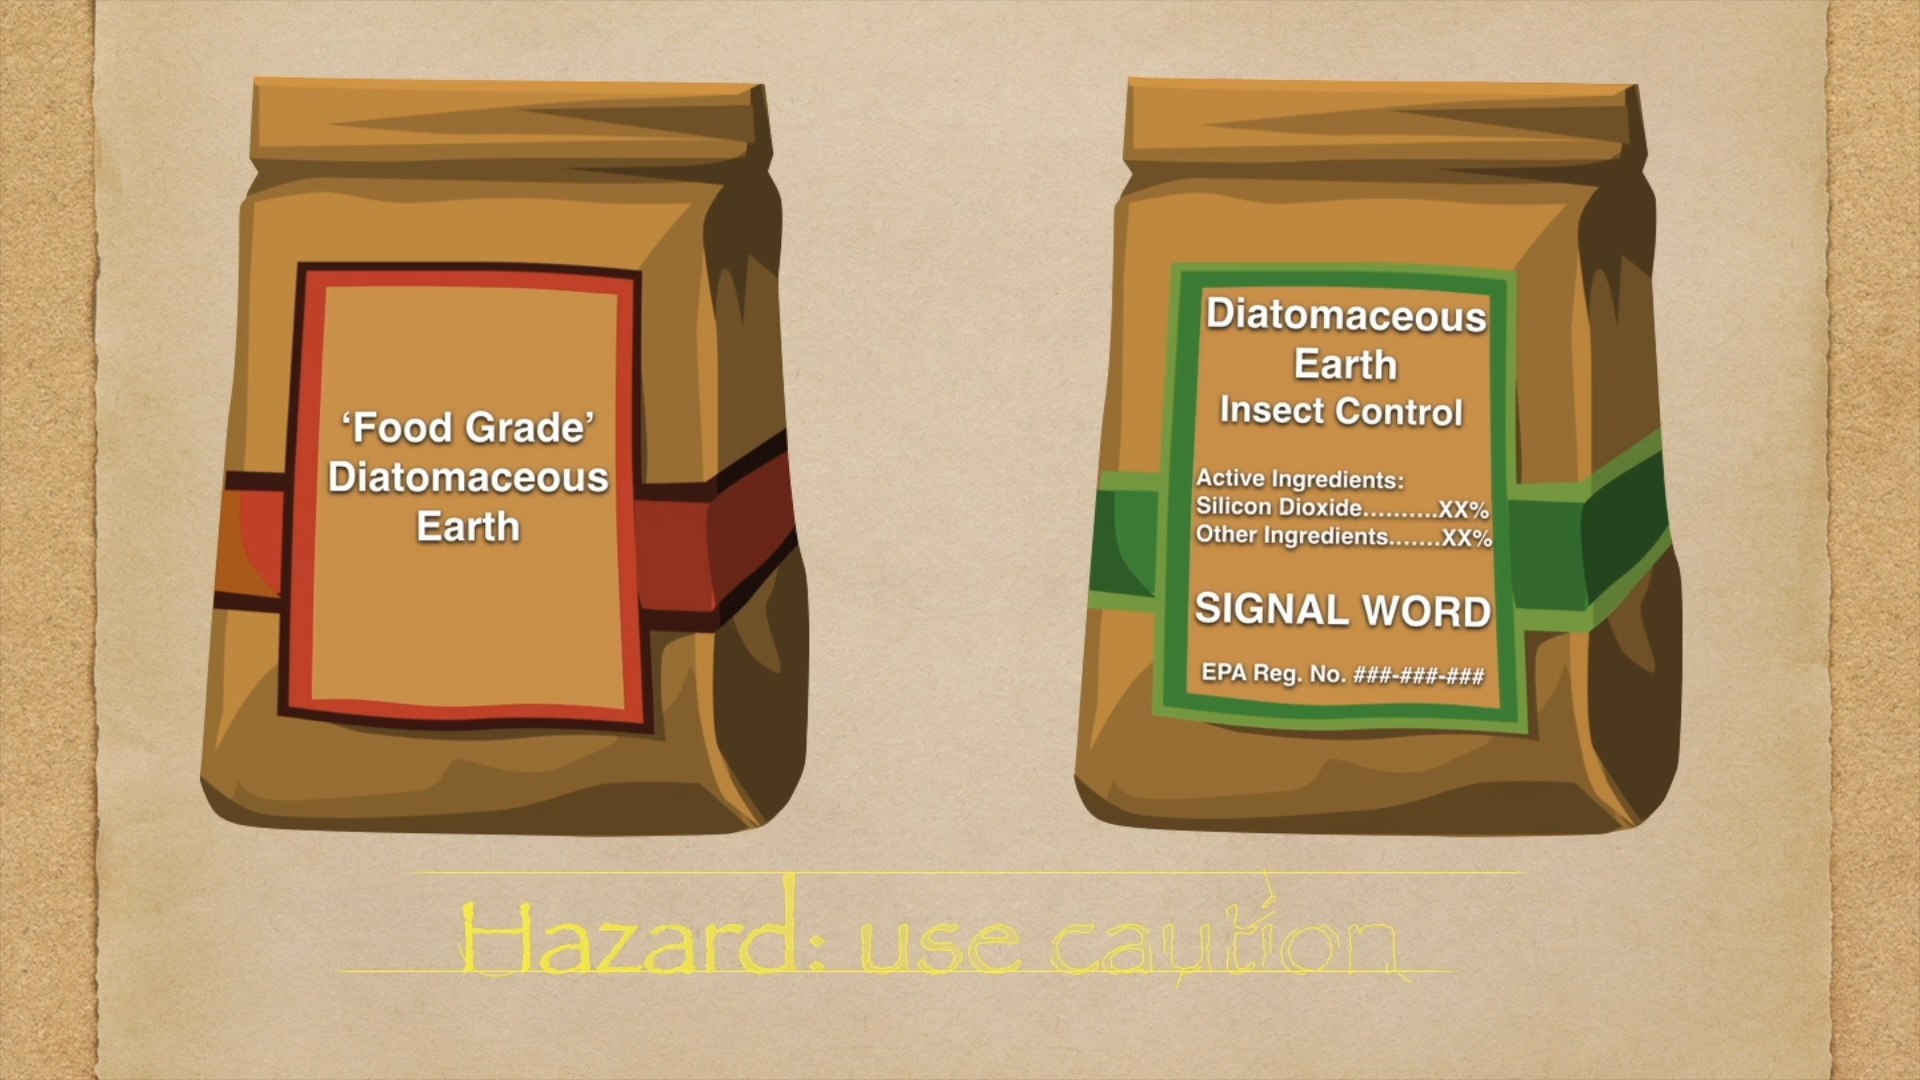 ‘Food Grade’
Diatomaceous
Earth
Diatomaceous
Earth
Insect Control
Active Ingredients:
Silicon Dioxide..........XX%
Other Ingredients.......XX%
SIGNAL WORD
EPA Reg. No. ###-###-###
Hazard: use caution